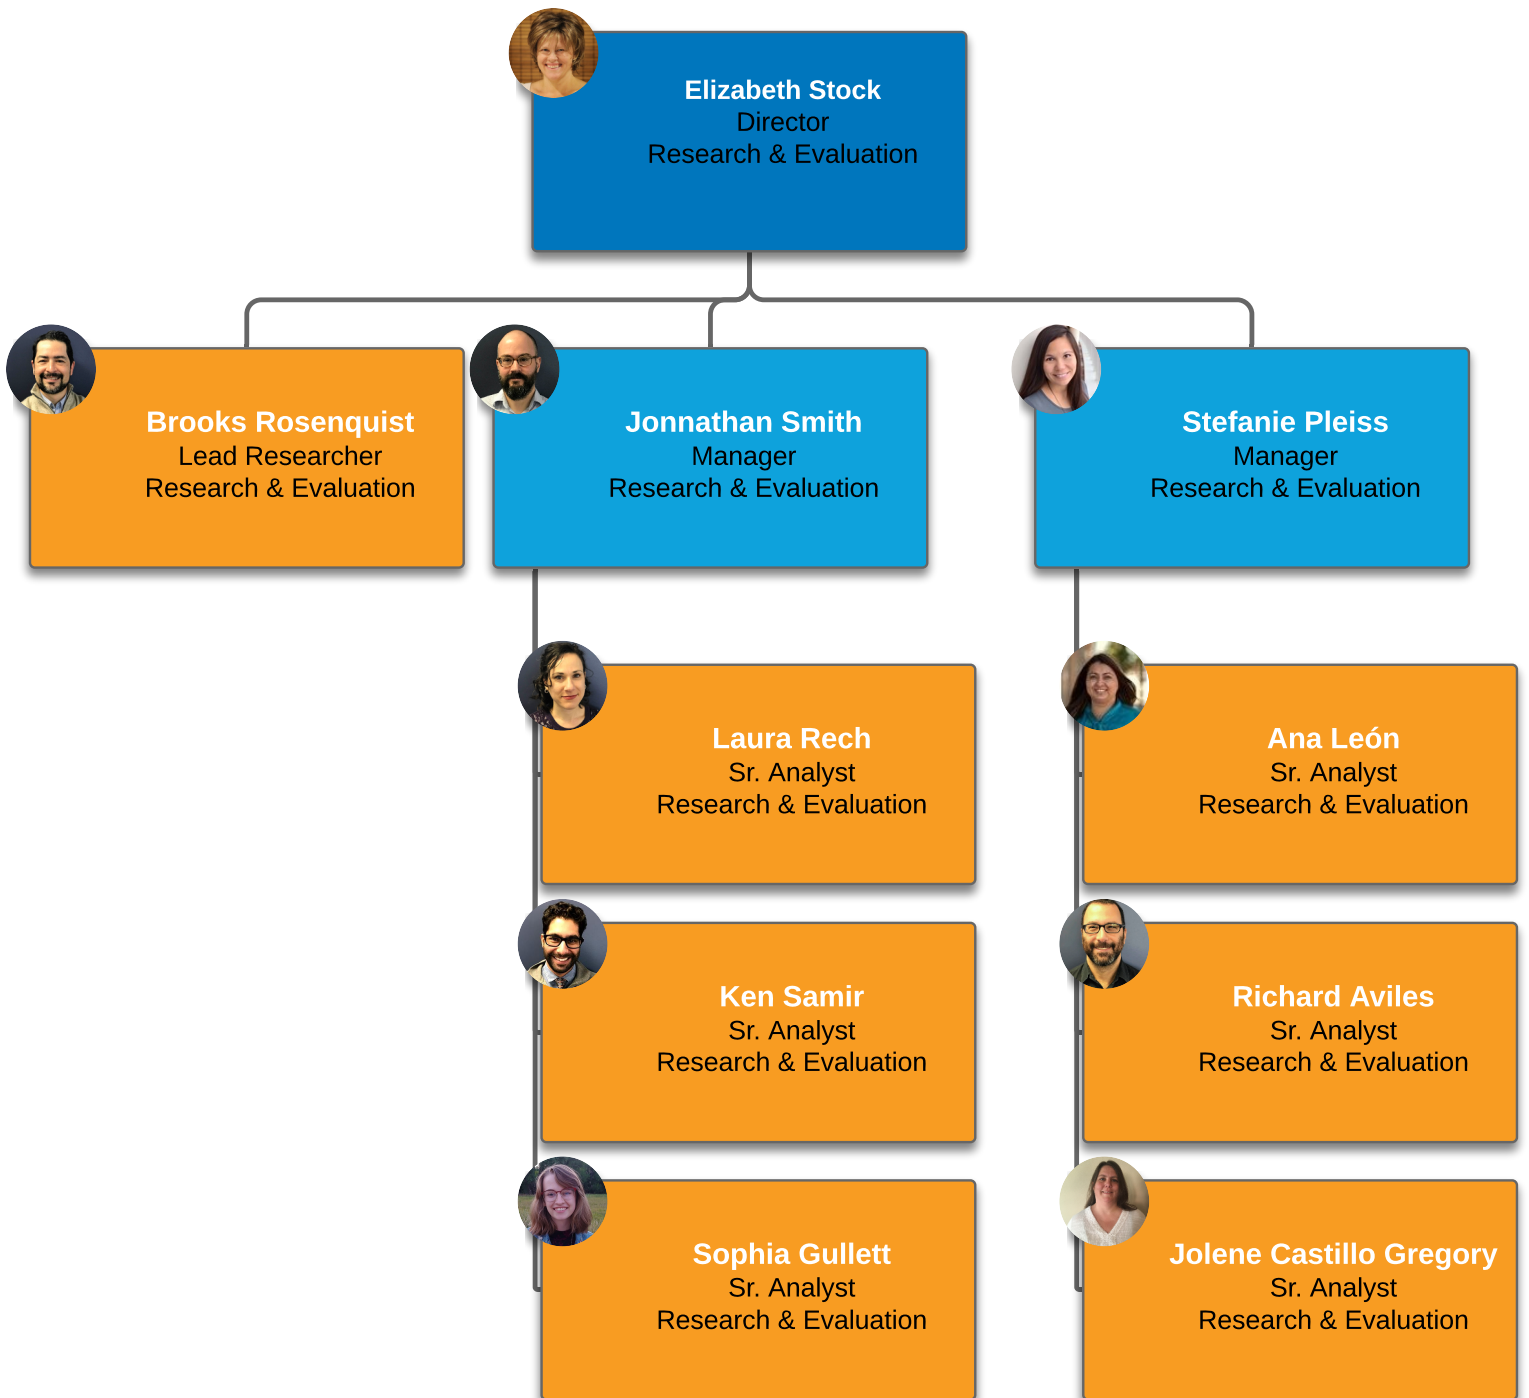 Elizabeth Stock
Director
Research & Evaluation
Brooks Rosenquist
Lead Researcher
Research & Evaluation
Jonnathan Smith
Manager
Research & Evaluation
Stefanie Pleiss
Manager
Research & Evaluation
Laura Rech
Sr. Analyst
Research & Evaluation
Ana León
Sr. Analyst
Research & Evaluation
Ken Samir
Sr. Analyst
Research & Evaluation
Richard Aviles
Sr. Analyst
Research & Evaluation
Sophia Gullett
Sr. Analyst
Research & Evaluation
Jolene Castillo Gregory
Sr. Analyst
Research & Evaluation